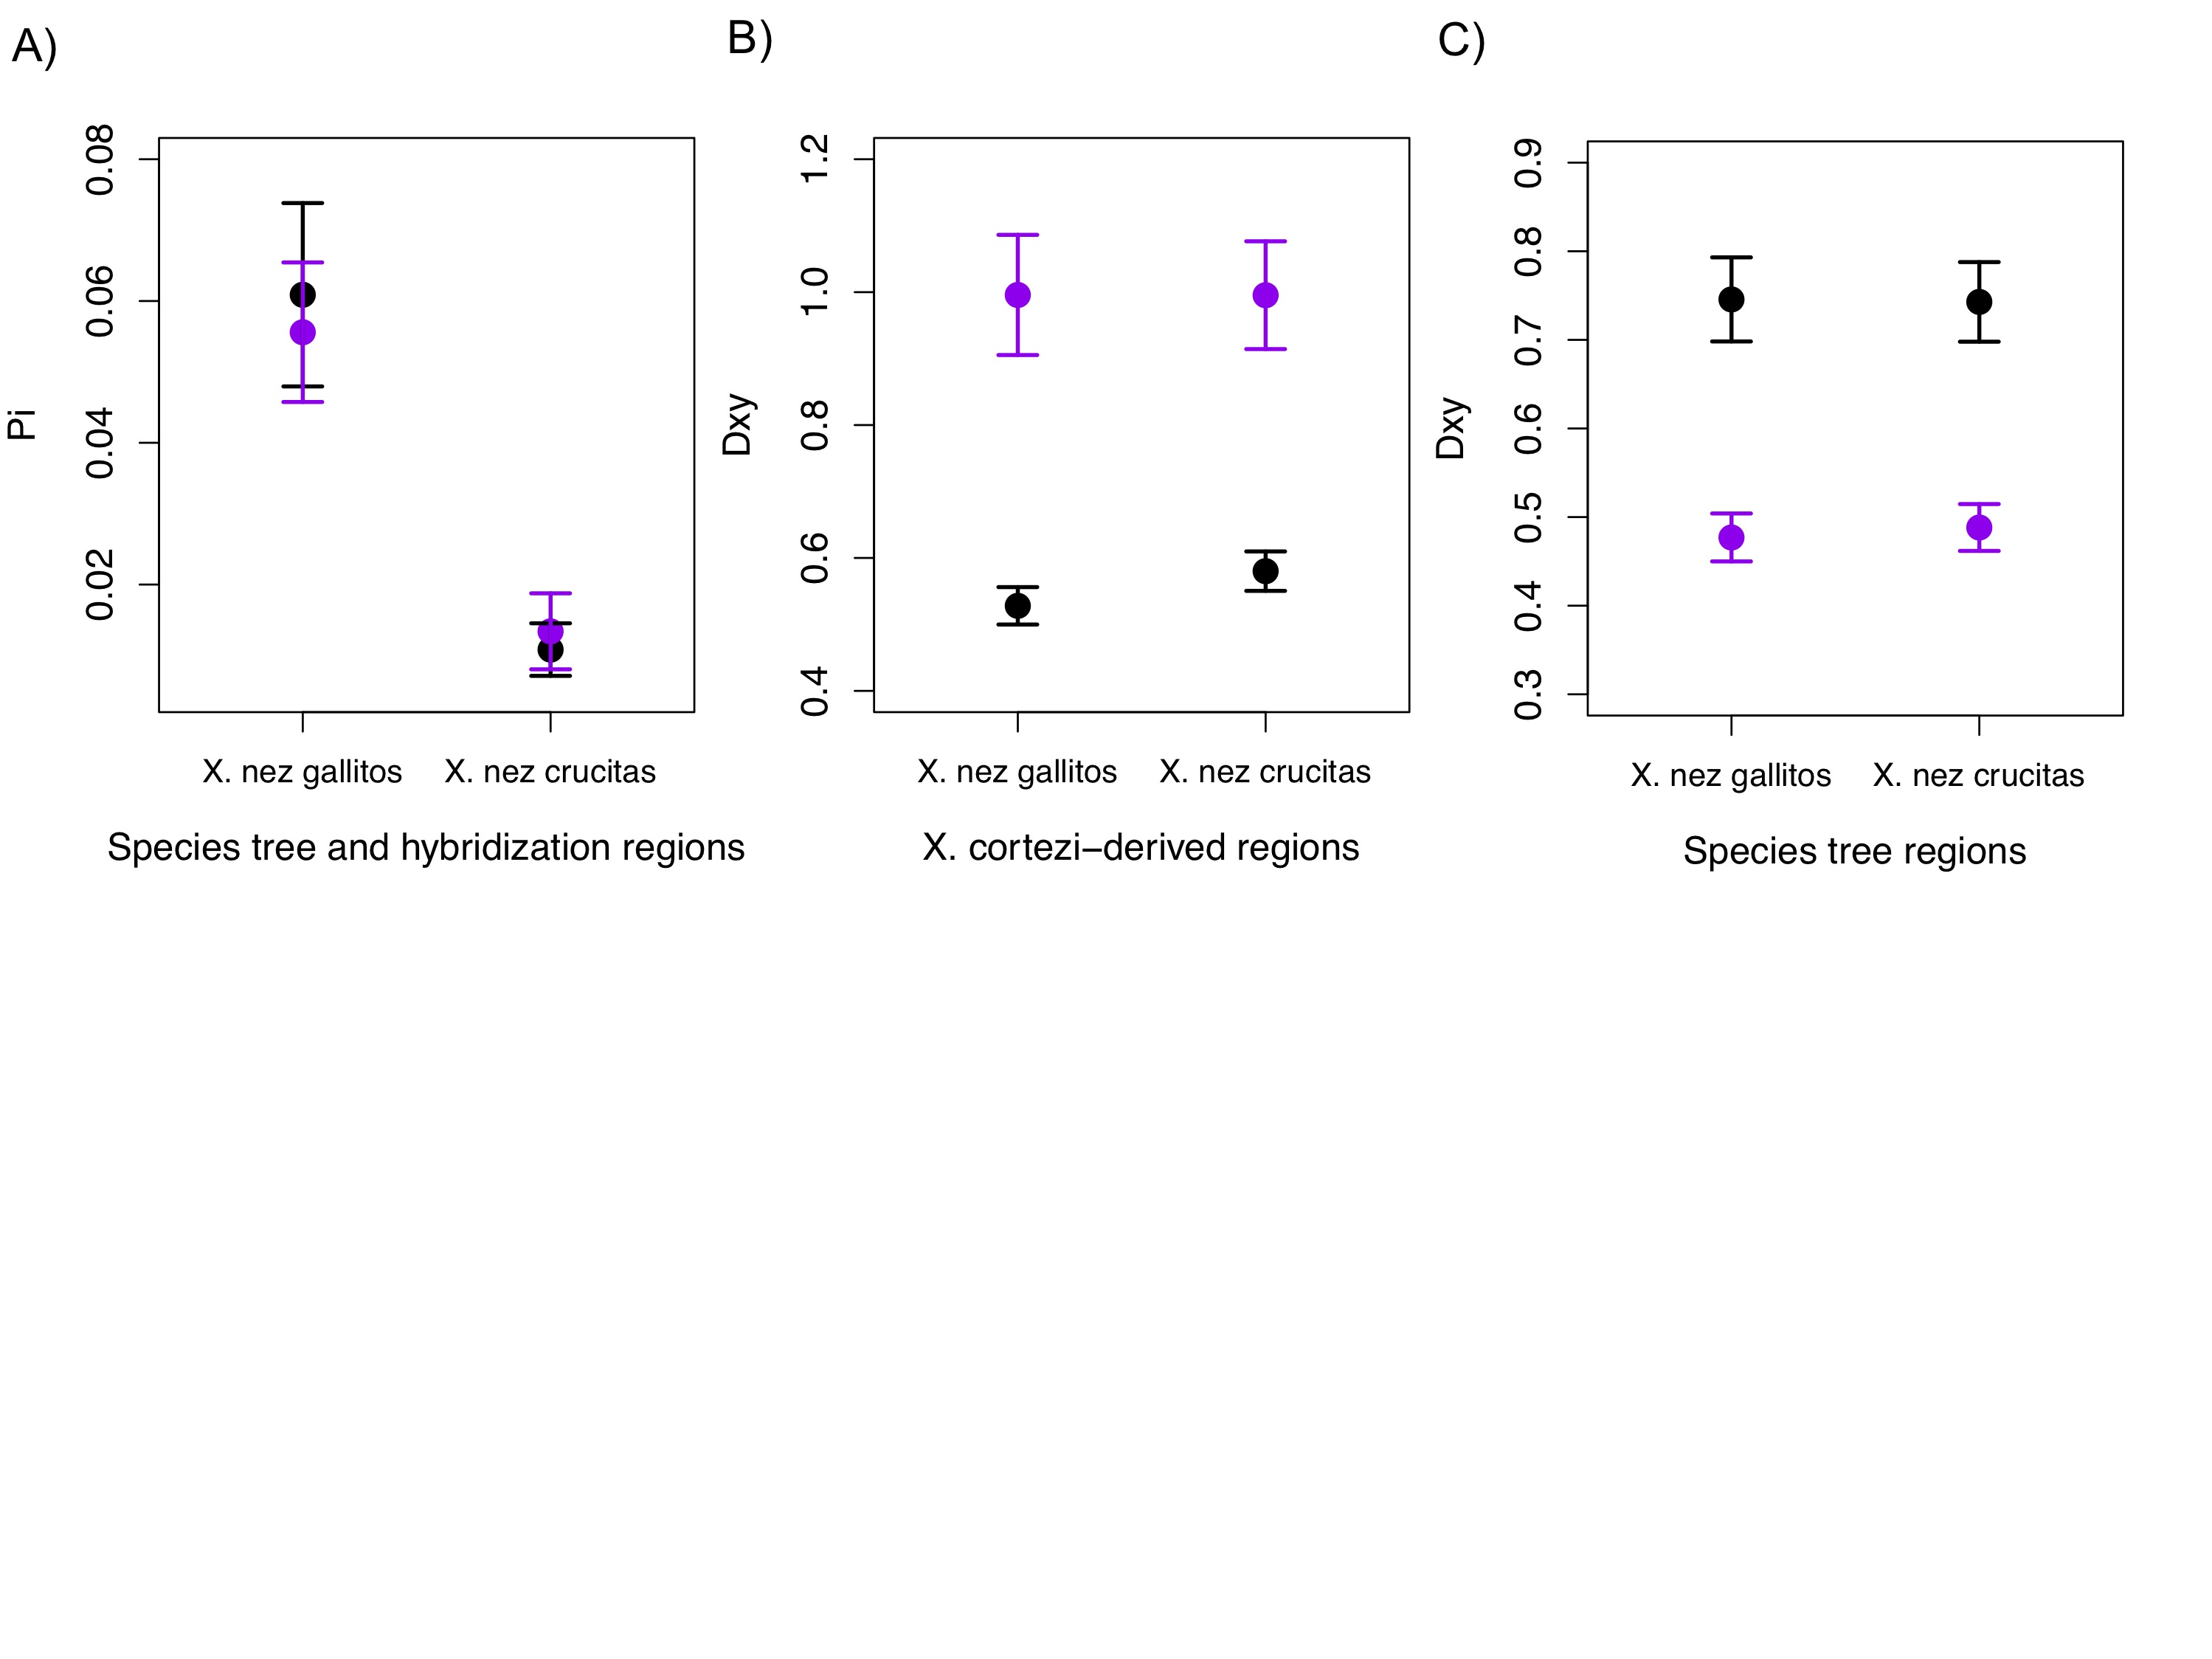 A)
Pi
0.08
0.06
0.04
0.02
X. nez gallitos
X. nez crucitas
Species tree and hybridization regions
B)
Dxy
1.2
1.0
0.8
0.6
0.4
X. nez gallitos
X. nez crucitas
X. cortezi−derived regions
C)
Dxy
0.9
0.8
0.7
0.6
0.5
0.4
0.3
X. nez gallitos
X. nez crucitas
Species tree regions